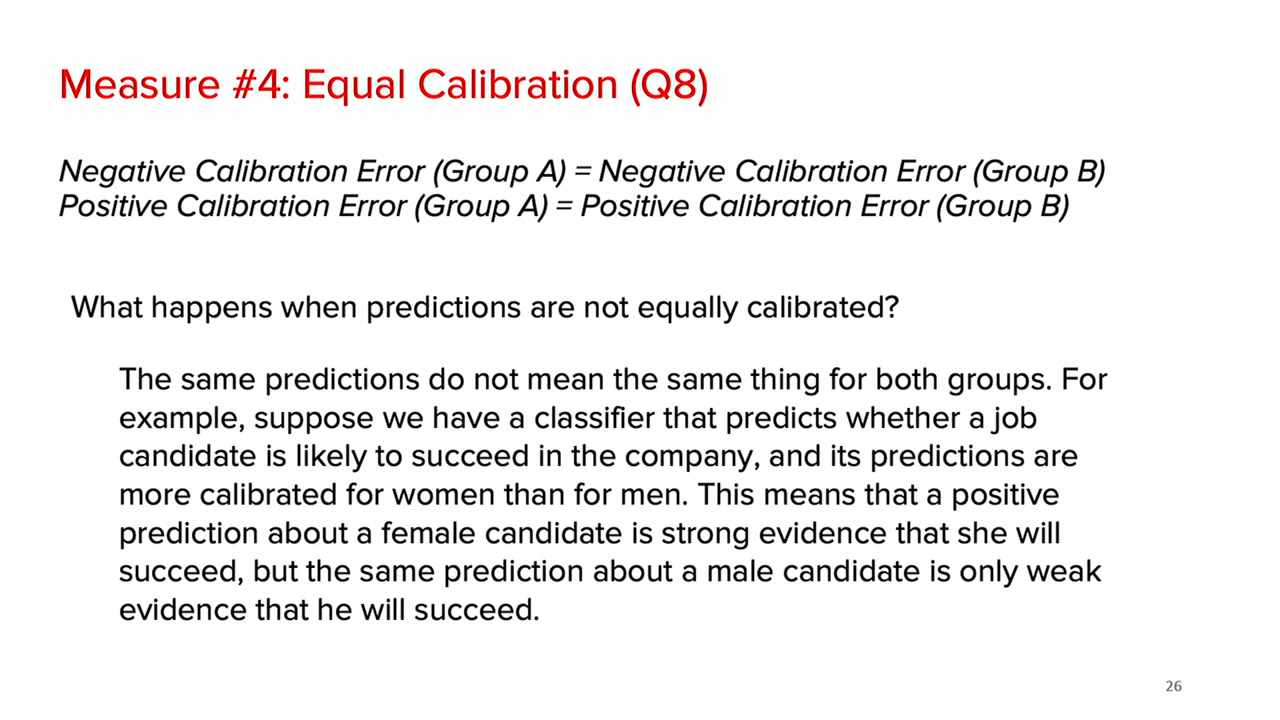 Measure #4: Equal Calibration (Q8)
Negative Calibration Error (Group A) = Negative Calibration Error (Group B)
Positive Calibration Error (Group A) = Positive Calibration Error (Group B)
What happens when predictions are not equally calibrated?
The same predictions do not mean the same thing for both groups. For
example, suppose we have a classifier that predicts whether a job
candidate is likely to succeed in the company, and its predictions are
more calibrated for women than for men. This means that a positive
prediction about a female candidate is strong evidence that she will
succeed, but the same prediction about a male candidate is only weak
evidence that he will succeed.
26